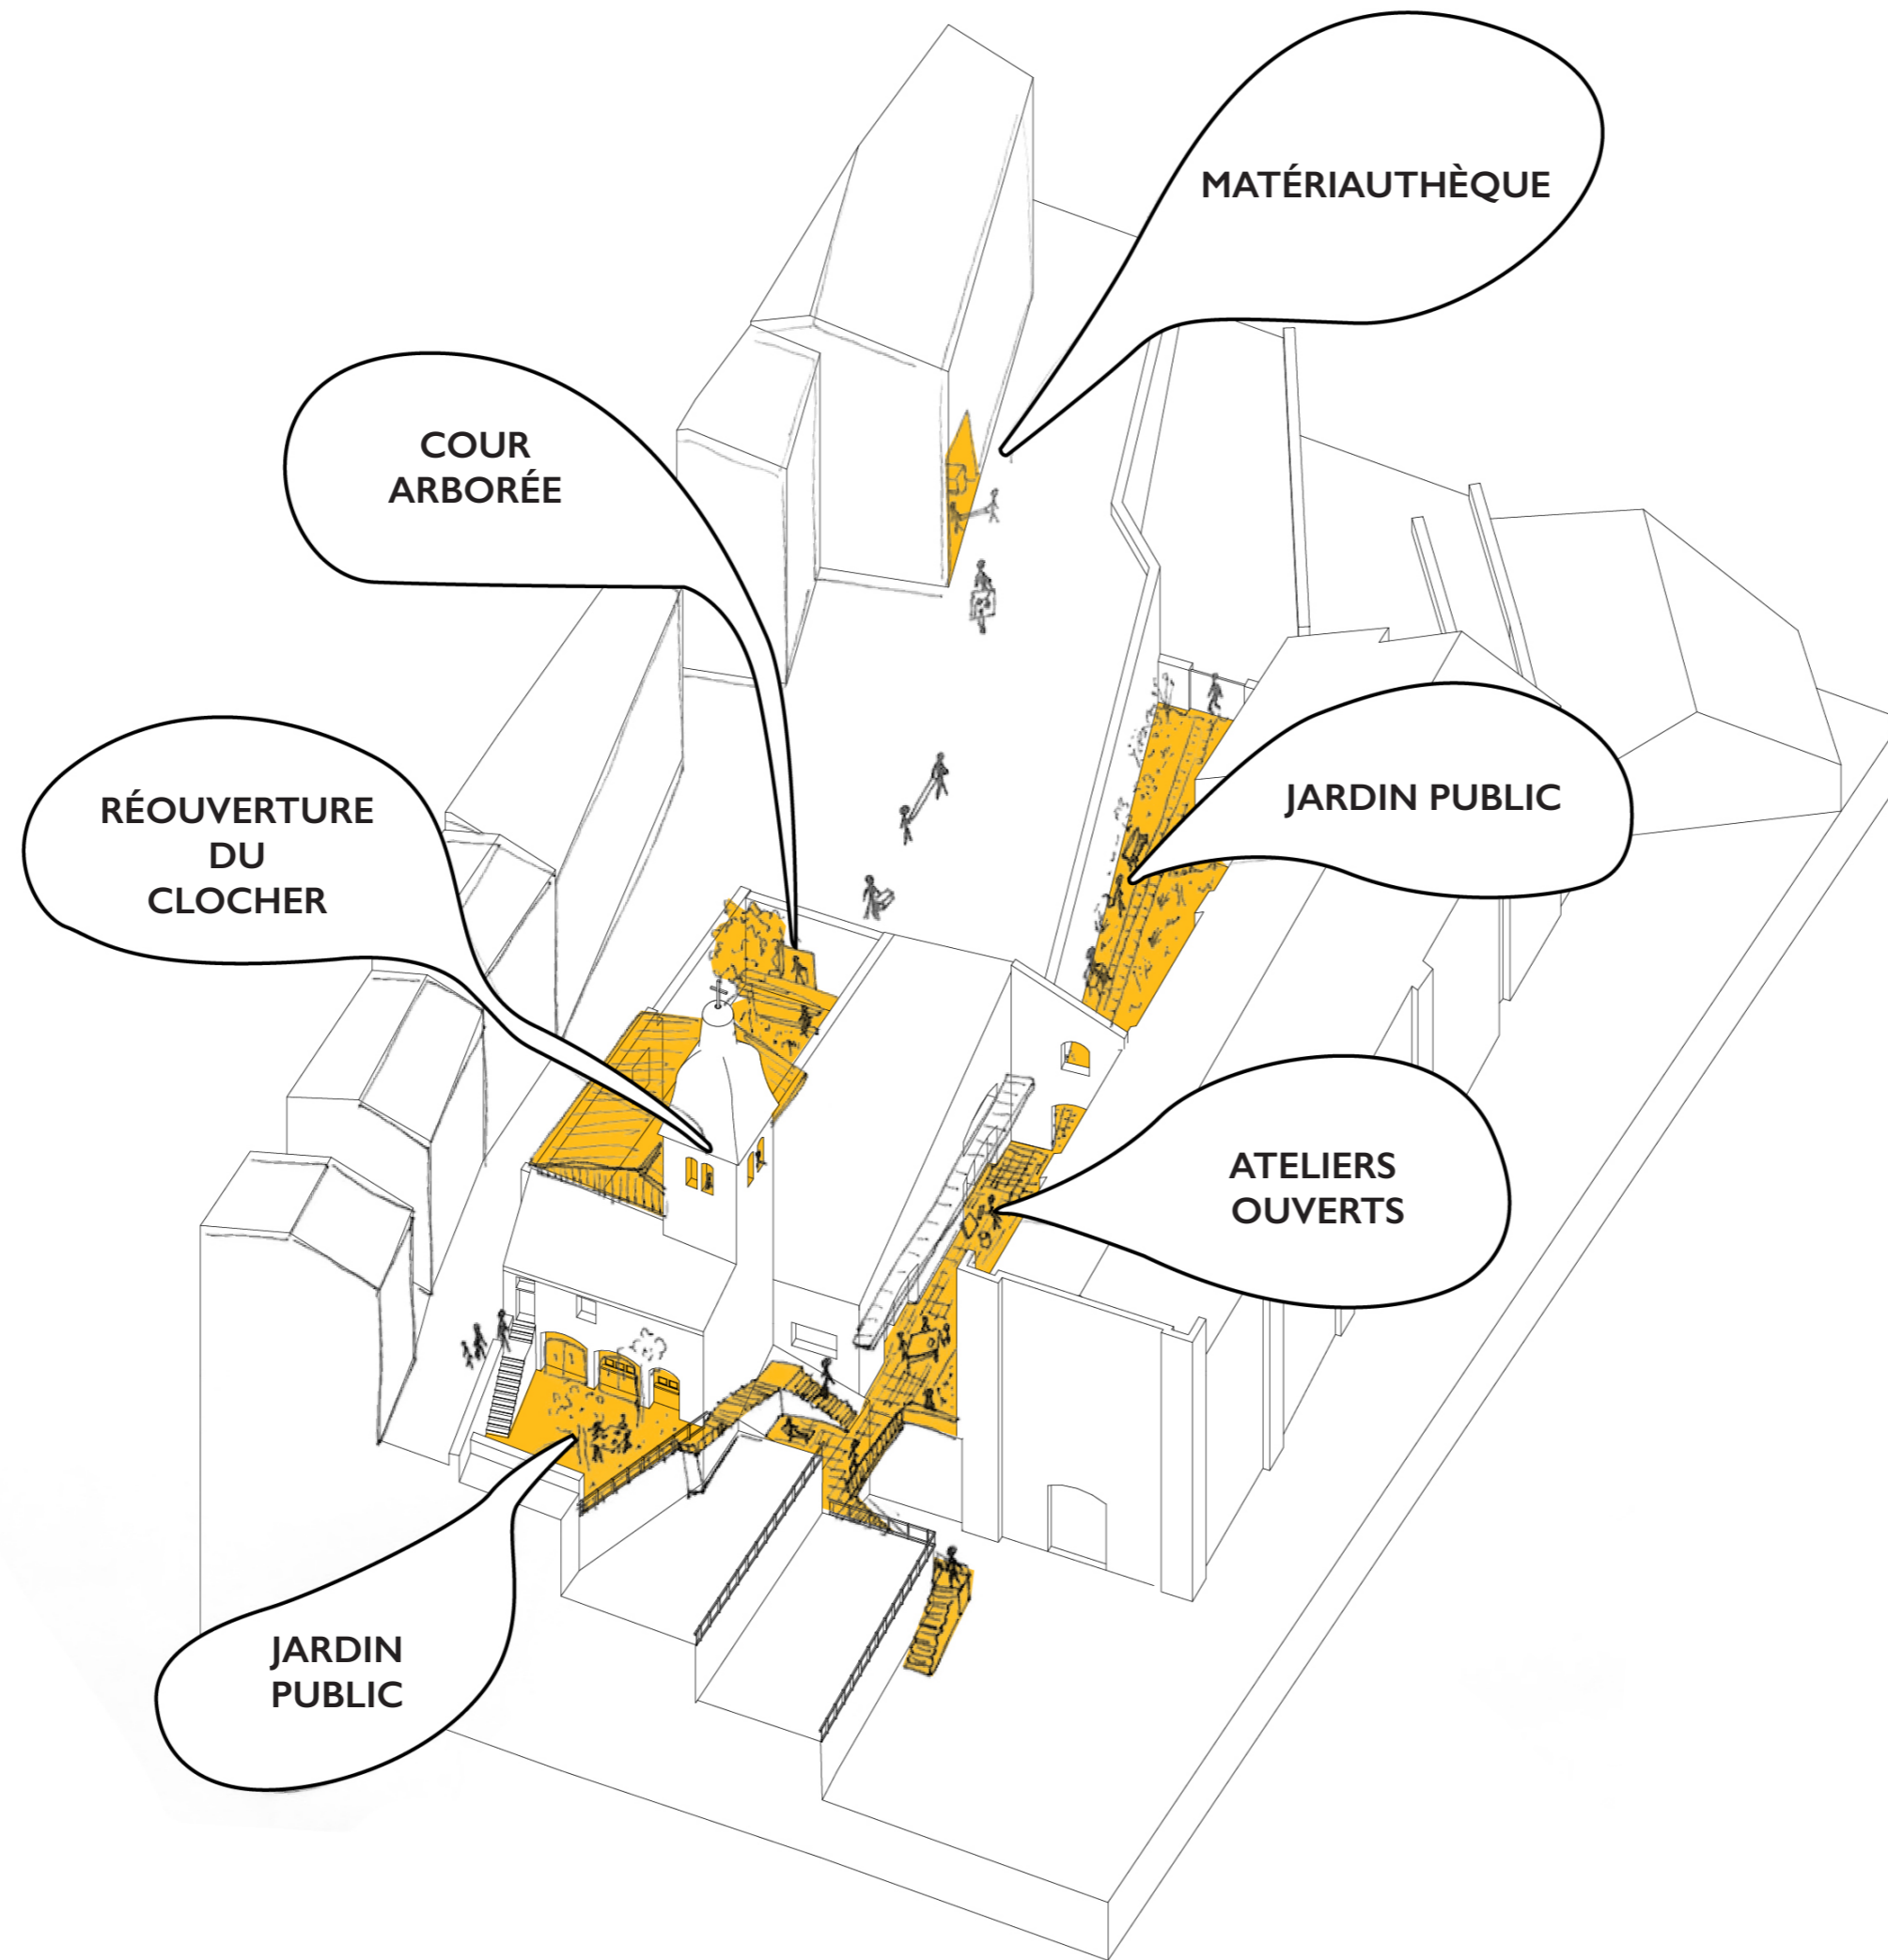 MATÉRIAUTHÈQUE
COUR
ARBORÉE
RÉOUVERTURE
DU
CLOCHER
JARDIN PUBLIC
ATELIERS
OUVERTS
JARDIN
PUBLIC